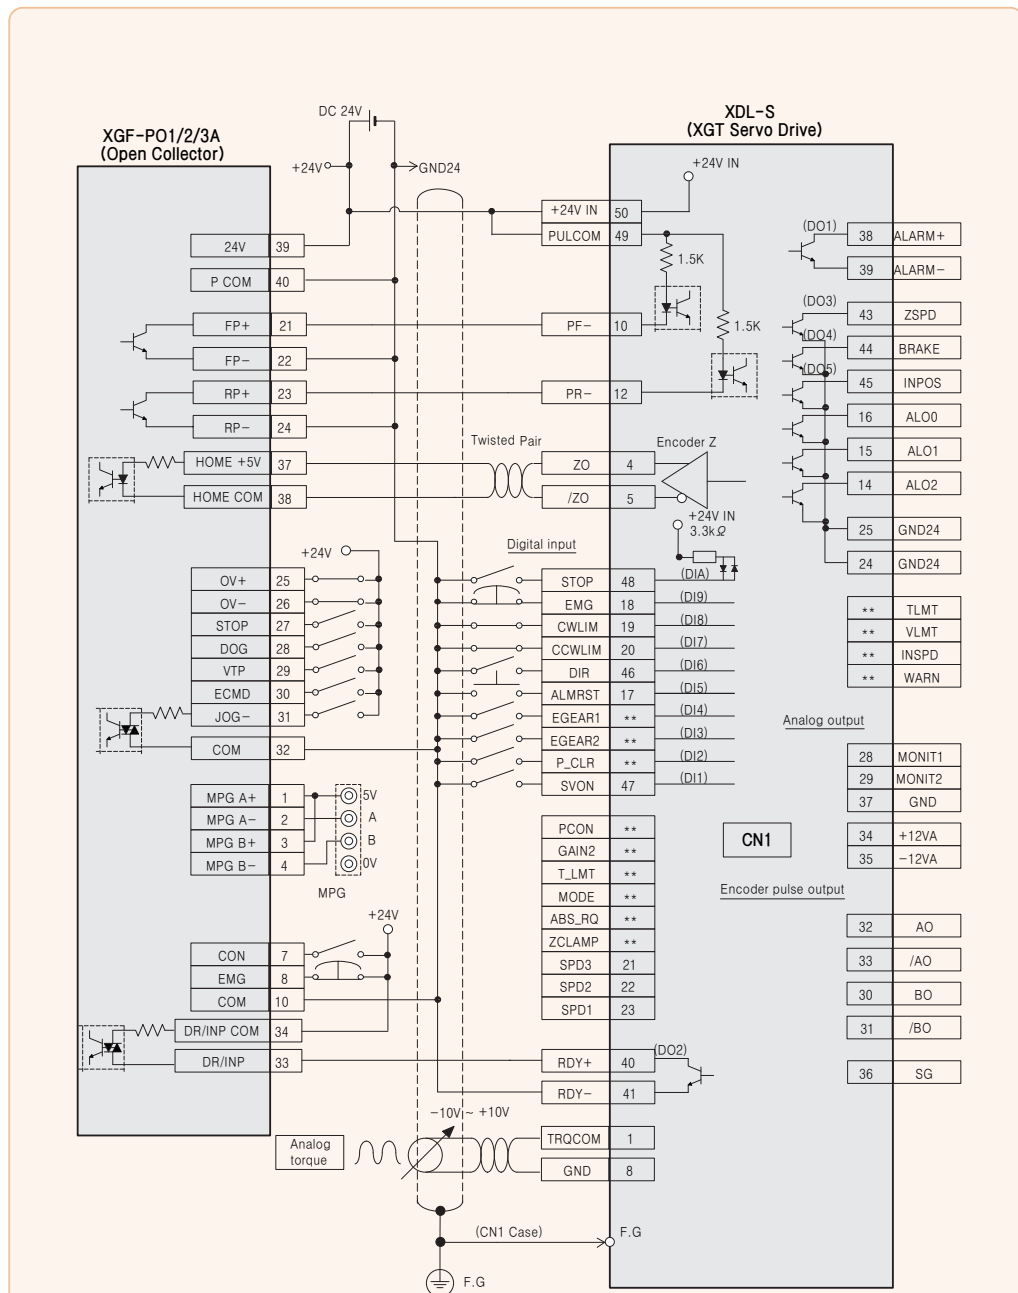 DC 24V
XGF-PO1/2/3A
(Open Collector)
XDL-S
(XGT Servo Drive)
+24V
GND24
+24V IN
24V 39
P COM 40
FP+ 21
FP- 22
RP+ 23
RP- 24
HOME +5V 37
HOME COM 38
+24V
OV+ 25
OV- 26
STOP 27
DOG 28
VTP 29
ECMD 30
JOG- 31
COM 32
MPG A+ 1
MPG A- 2
MPG B+ 3
MPG B- 4
5V
A
B
0V
MPG
+24V
CON 7
EMG 8
COM 10
DR/INP COM 34
DR/INP 33
Analog
torque
-10V ~ +10V
Twisted Pair
Digital input
+24V IN 50
PULCOM 49
1.5K
1.5K
PF- 10
PR- 12
Encoder Z
ZO 4
/ZO 5
+24V IN
3.3kΩ
STOP 48 (DIA)
EMG 18 (DI9)
CWLIM 19 (DI8)
CCWLIM 20 (DI7)
DIR 46 (DI6)
ALMRST 17 (DI5)
EGEAR1 ** (DI4)
EGEAR2 ** (DI3)
P_CLR ** (DI2)
SVON 47 (DI1)
PCON **
GAIN2 **
T_LMT **
MODE **
ABS_RQ **
ZCLAMP **
SPD3 21
SPD2 22
SPD1 23
RDY+ 40 (DO2)
RDY- 41
TRQCOM 1
GND 8
(CN1 Case)
F.G
F.G
CN1
(DO1) 38 ALARM+
39 ALARM-
(DO3) 43 ZSPD
(DO4) 44 BRAKE
(DO5) 45 INPOS
16 ALO0
15 ALO1
14 ALO2
25 GND24
24 GND24
** TLMT
** VLMT
** INSPD
** WARN
Analog output
28 MONIT1
29 MONIT2
37 GND
34 +12VA
35 -12VA
Encoder pulse output
32 AO
33 /AO
30 BO
31 /BO
36 SG